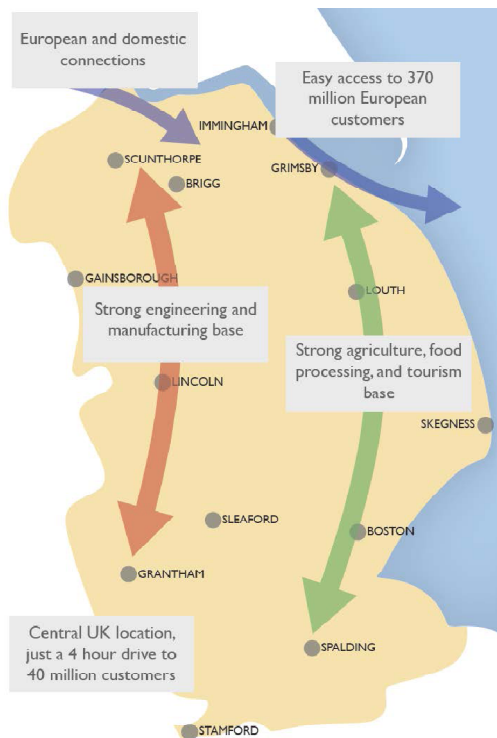 European and domestic
connections
Easy access to 370
million European
customers
IMMINGHAM
SCUNTHORPE
GRIMSBY
BRIGG
GAINSBOROUGH
LOUTH
Strong engineering and
manufacturing base
Strong agriculture, food
processing, and tourism
base
LINCOLN
SKEGNESS
SLEAFORD
BOSTON
GRANTHAM
Central UK location,
just a 4 hour drive to
40 million customers
SPALDING
STAMFORD